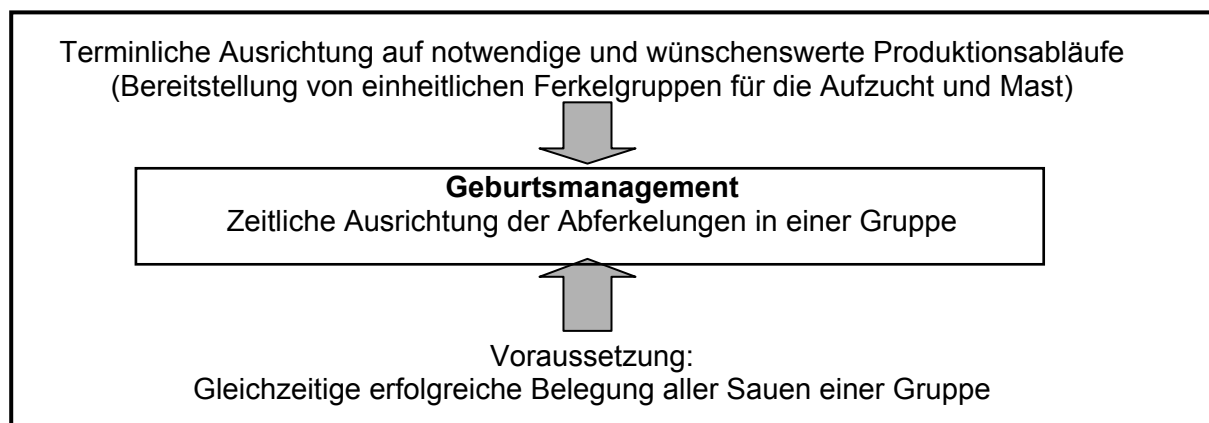 Terminliche Ausrichtung auf notwendige und wünschenswerte Produktionsabläufe
(Bereitstellung von einheitlichen Ferkelgruppen für die Aufzucht und Mast)
Geburtsmanagement
Zeitliche Ausrichtung der Abferkelungen in einer Gruppe
Voraussetzung:
Gleichzeitige erfolgreiche Belegung aller Sauen einer Gruppe